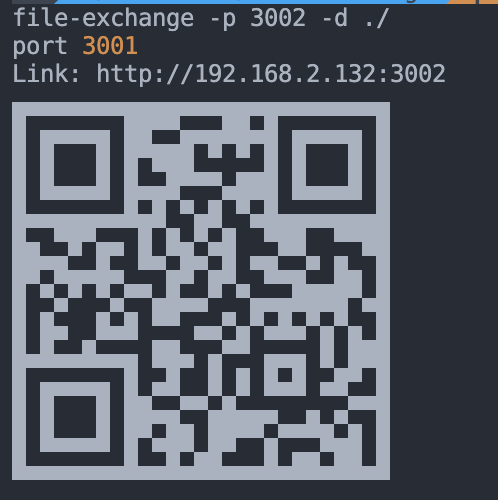 file-exchange -p 3002 -d ./
port 3001
Link: http://192.168.2.132:3002